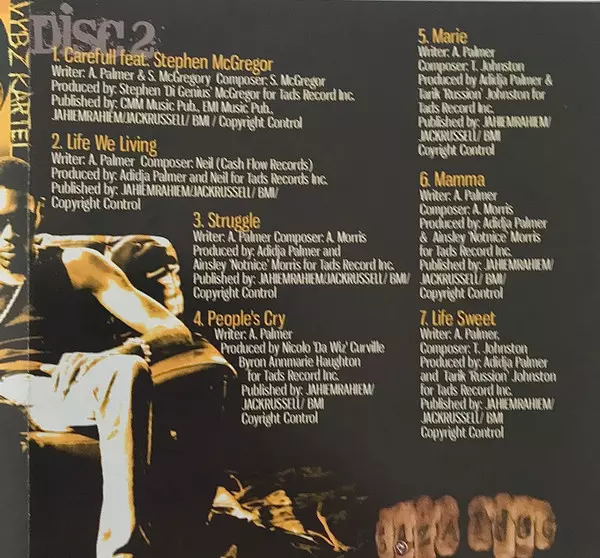 VYBZ KARTEL
Disc 2
1. Carefull feat. Stephen McGregor
Writer: A. Palmer & S. McGregory Composer: S. McGregor
Produced by: Stephen 'Di Genius' McGregor for Tads Record Inc.
Published by: CMM Music Pub., EMI Music Pub..
JAHIEMRAHIEM/JACKRUSSELL/ BMI / Copyright Control
2. Life We Living
Writer: A. Palmer Composer: Neil (Cash Flow Records)
Produced by: Adidja Palmer and Neil for Tads Records Inc.
Published by: JAHIEMRAHIEM/JACKRUSSELL/ BMI/
Copyright Control
3. Struggle
Writer: A. Palmer Composer: A. Morris
Produced by: Adidja Palmer and
Ainsley 'Notnice' Morris for Tads Record Inc.
Published by: JAHIEMRAHIEM/JACKRUSSELL/ BMI/
Copyright Control
4. People's Cry
Writer: A. Palmer
Produced by Nicolo 'Da Wiz' Curville
Byron Annmarie Haughton
for Tads Record Inc.
Published by: JAHIEMRAHIEM/
JACKRUSSELL/ BMI
Coyright Control
5. Marie
Writer: A. Palmer
Composer: T. Johnston
Produced by Adidja Palmer &
Tarik 'Russion' Johnston for
Tads Record Inc.
Published by: JAHIEMRAHIEM/
JACKRUSSELL/ BMI
Coyright Control
6. Mamma
Writer: A. Palmer
Composer: A. Morris
Produced by: Adidja Palmer
& Ainsley 'Notnice' Morris
for Tads Record Inc.
Published by: JAHIEMRAHIEM/
JACKRUSSELL/ BMI
Copyright Control
7. Life Sweet
Writer: A. Palmer,
Composer: T. Johnston
Produced by: Adidja Palmer
and Tarik 'Russion' Johnston
for Tads Record Inc.
Published by: JAHIEMRAHIEM/
JACKRUSSELL/ BMI
Copyright Control